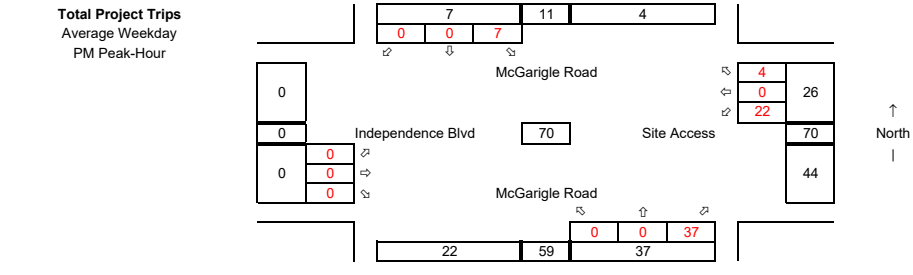 Total Project Trips 7 11 4
Average Weekday 0 0 7
PM Peak-Hour ⬃ ⇩ ⬂
McGarigle Road ⬁ 4
0 ⇦ 0 26
⬃ 22 ↑
0 Independence Blvd 70 Site Access 70 North
0 ⬀ |
0 0 ⇨ 44
0 ⬂ McGarigle Road
⬁ ⇧ ⬀
0 0 37
22 59 37